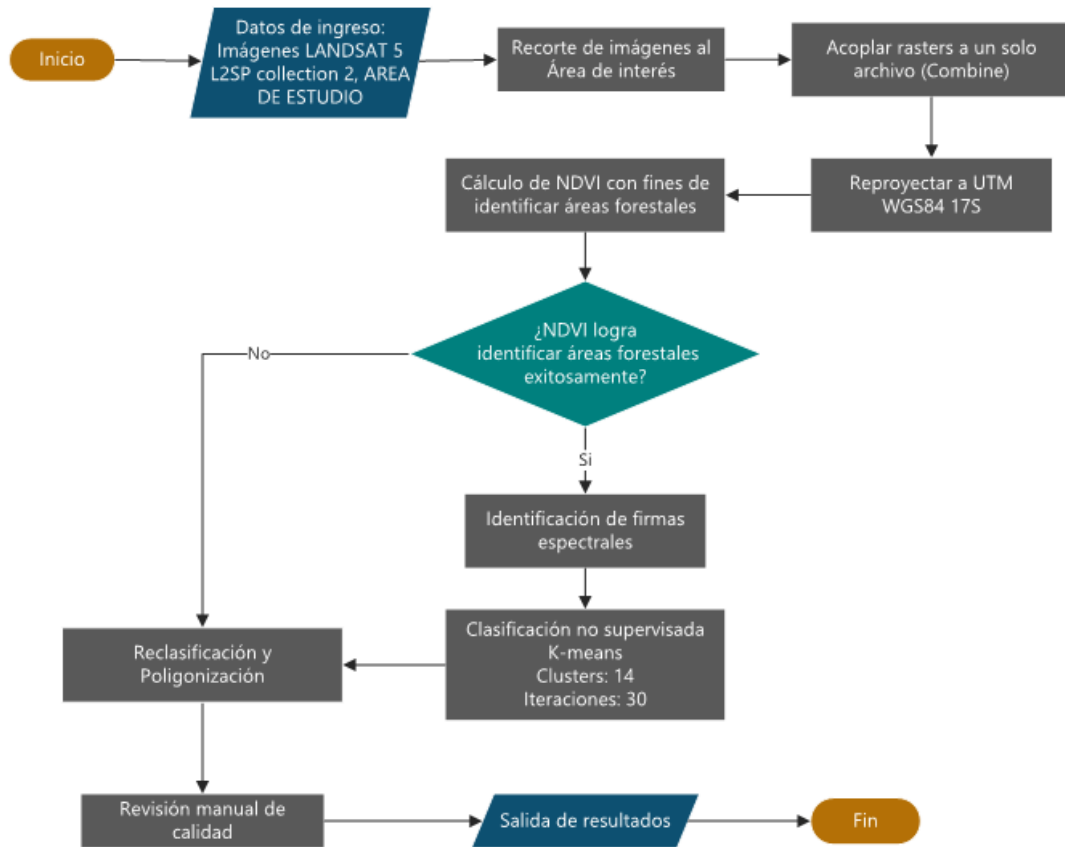 Inicio
Datos de ingreso:
Imágenes LANDSAT 5
L2SP collection 2, AREA
DE ESTUDIO
Recorte de imágenes al
Área de interés
Acoplar rasters a un solo
archivo (Combine)
Reproyectar a UTM
WGS84 17S
Cálculo de NDVI con fines de
identificar áreas forestales
¿NDVI logra
identificar áreas forestales
exitosamente?
No
Si
Identificación de firmas
espectrales
Clasificación no supervisada
K-means
Clusters: 14
Iteraciones: 30
Reclasificación y
Poligonización
Revisión manual de
calidad
Salida de resultados
Fin